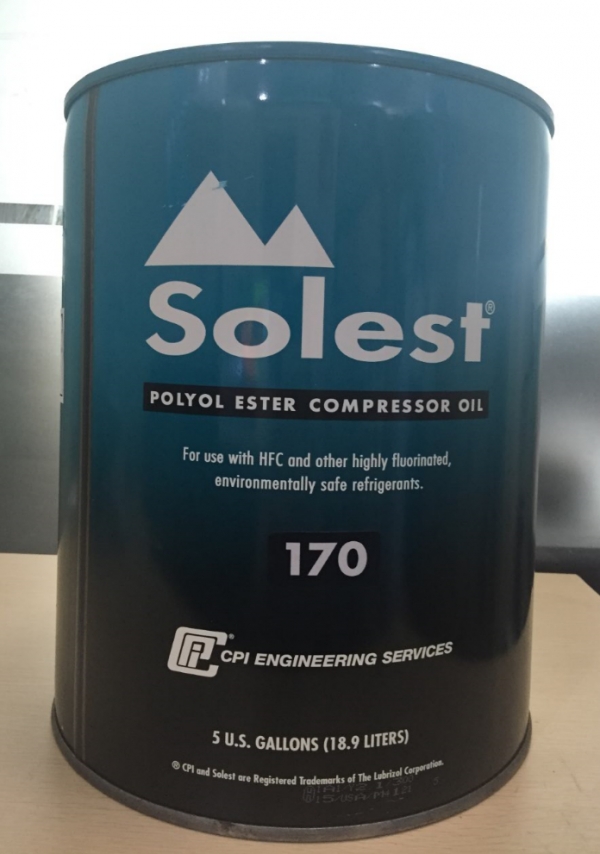 Solest®
POLYOL ESTER COMPRESSOR OIL
For use with HFC and other highly fluorinated,
environmentally safe refrigerants.
170
CPI® CPI ENGINEERING SERVICES
5 U.S. GALLONS (18.9 LITERS)
® CPI and Solest are Registered Trademarks of The Lubrizol Corporation.